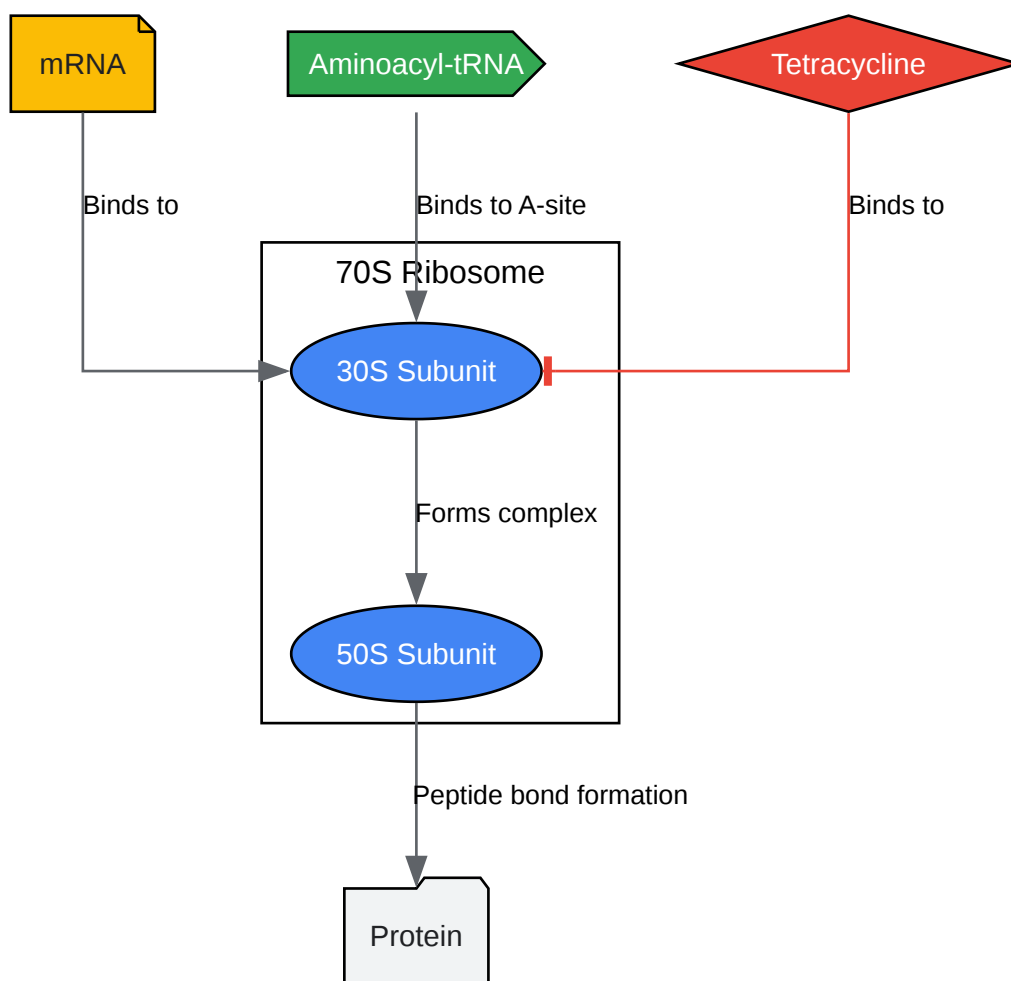 mRNA
Aminoacyl-tRNA
Tetracycline
Binds to
Binds to A-site
Binds to
70S Ribosome
30S Subunit
Forms complex
50S Subunit
Peptide bond formation
Protein